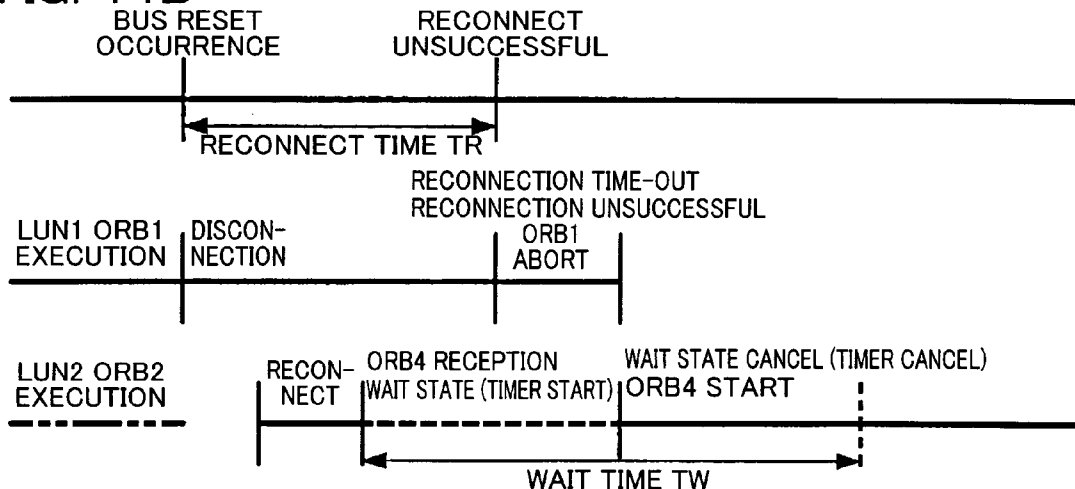 BUS RESET
OCCURRENCE
RECONNECT
UNSUCCESSFUL
RECONNECT TIME TR
RECONNECTION TIME-OUT
RECONNECTION UNSUCCESSFUL
LUN1 ORB1
EXECUTION
DISCON-
NECTION
ORB1
ABORT
LUN2 ORB2
EXECUTION
RECON-
NECT
ORB4 RECEPTION
WAIT STATE (TIMER START)
WAIT STATE CANCEL (TIMER CANCEL)
ORB4 START
WAIT TIME TW